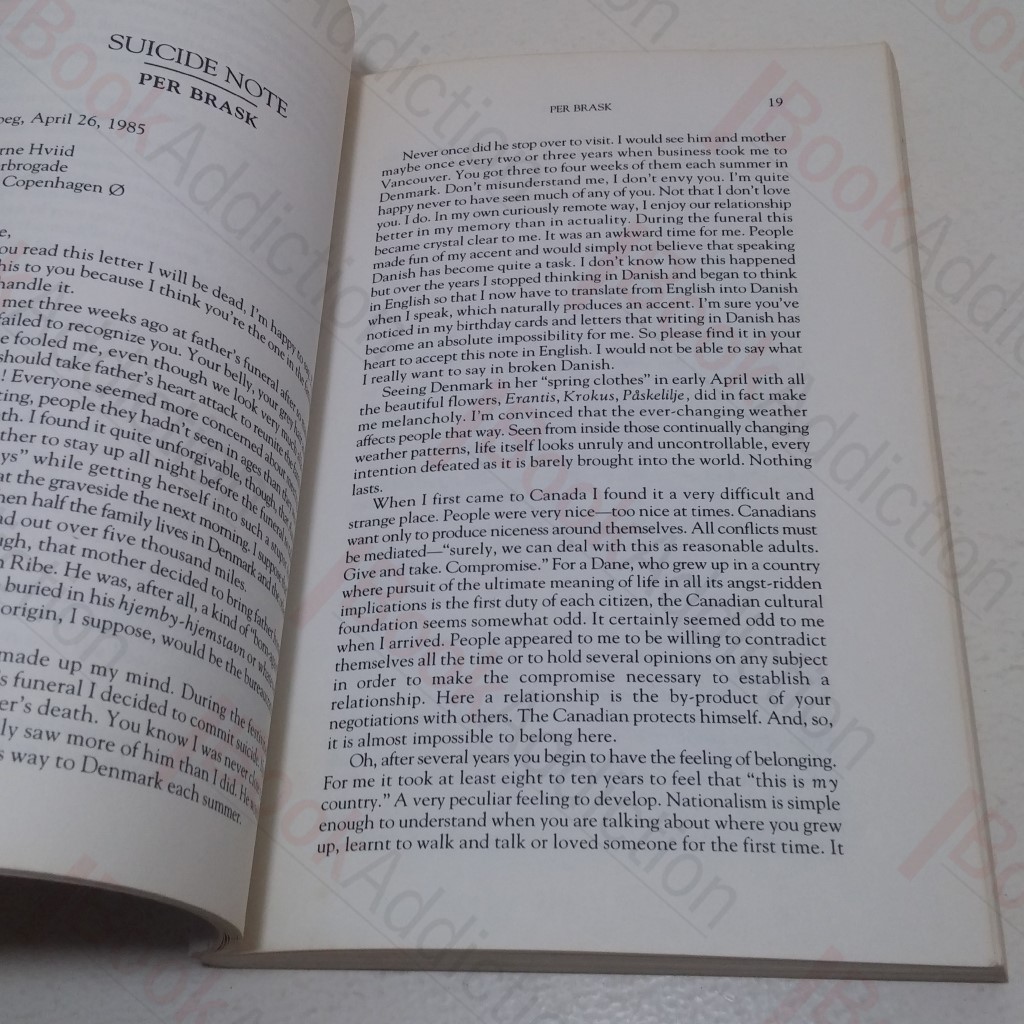 SUICIDE NOTE
PER BRASK
peg, April 26, 1985
rne Hviid
rbrogade
Copenhagen Ø
e,
ou read this letter I will be dead, I'm happy to
his to you because I think you're the one in the
handle it.
met three weeks ago at father's funeral after
failed to recognize you. Your belly, your grey
e fooled me, even though we look very much
should take father's heart attack to reunite the
! Everyone seemed more concerned about
ting, people they hadn't seen in ages than
th. I found it quite unforgivable, though, that
ther to stay up all night before the funeral
ys" while getting herself into such a
at the graveside the next morning. I suppose
hen half the family lives in Denmark and the
ad out over five thousand miles.
ugh, that mother decided to bring father
n Ribe. He was, after all, a kind of
buried in his hjemby-hjemstavn or
origin, I suppose, would be the
made up my mind. During the
's funeral I decided to commit suicide.
er's death. You know I was never
ly saw more of him than I did. He
s way to Denmark each summer.
PER BRASK 19
Never once did he stop over to visit. I would see him and mother
maybe once every two or three years when business took me to
Vancouver. You got three to four weeks of them each summer in
Denmark. Don't misunderstand me, I don't envy you. I'm quite
happy never to have seen much of any of you. Not that I don't love
you. I do. In my own curiously remote way, I enjoy our relationship
better in my memory than in actuality. During the funeral this
became crystal clear to me. It was an awkward time for me. People
made fun of my accent and would simply not believe that speaking
Danish has become quite a task. I don't know how this happened
but over the years I stopped thinking in Danish and began to think
in English so that I now have to translate from English into Danish
when I speak, which naturally produces an accent. I'm sure you've
noticed in my birthday cards and letters that writing in Danish has
become an absolute impossibility for me. So please find it in your
heart to accept this note in English. I would not be able to say what
I really want to say in broken Danish.
Seeing Denmark in her "spring clothes" in early April with all
the beautiful flowers, Erantis, Krokus, Påskelilje, did in fact make
me melancholy. I'm convinced that the ever-changing weather
affects people that way. Seen from inside those continually changing
weather patterns, life itself looks unruly and uncontrollable, every
intention defeated as it is barely brought into the world. Nothing
lasts.
When I first came to Canada I found it a very difficult and
strange place. People were very nice—too nice at times. Canadians
want only to produce niceness around themselves. All conflicts must
be mediated—"surely, we can deal with this as reasonable adults.
Give and take. Compromise." For a Dane, who grew up in a country
where pursuit of the ultimate meaning of life in all its angst-ridden
implications is the first duty of each citizen, the Canadian cultural
foundation seems somewhat odd. It certainly seemed odd to me
when I arrived. People appeared to me to be willing to contradict
themselves all the time or to hold several opinions on any subject
in order to make the compromise necessary to establish a
relationship. Here a relationship is the by-product of your
negotiations with others. The Canadian protects himself. And, so,
it is almost impossible to belong here.
Oh, after several years you begin to have the feeling of belonging.
For me it took at least eight to ten years to feel that "this is my
country." A very peculiar feeling to develop. Nationalism is simple
enough to understand when you are talking about where you grew
up, learnt to walk and talk or loved someone for the first time. It
BookAddiction